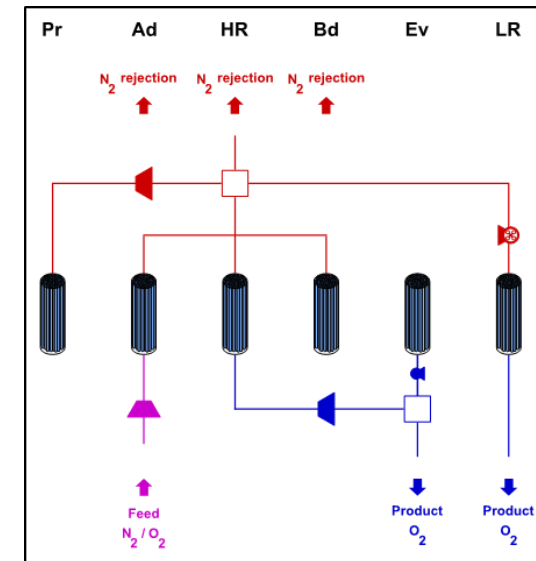 Pr Ad HR Bd Ev LR
N2 rejection N2 rejection N2 rejection
Feed
N2 / O2
Product
O2
Product
O2